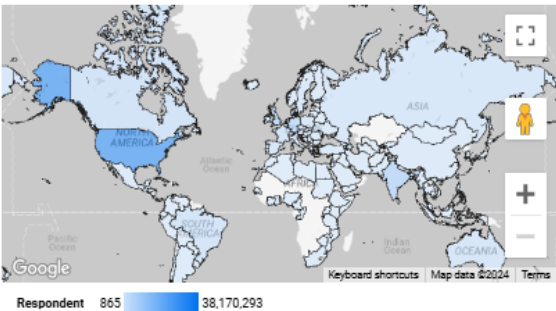 ASIA
NORTH
AMERICA
Atlantic
Ocean
AFRICA
Pacific
Ocean
SOUTH
AMERICA
Indian
Ocean
OCEANIA
Google
Keyboard shortcuts
Map data ©2024
Terms
Respondent 865 38,170,293